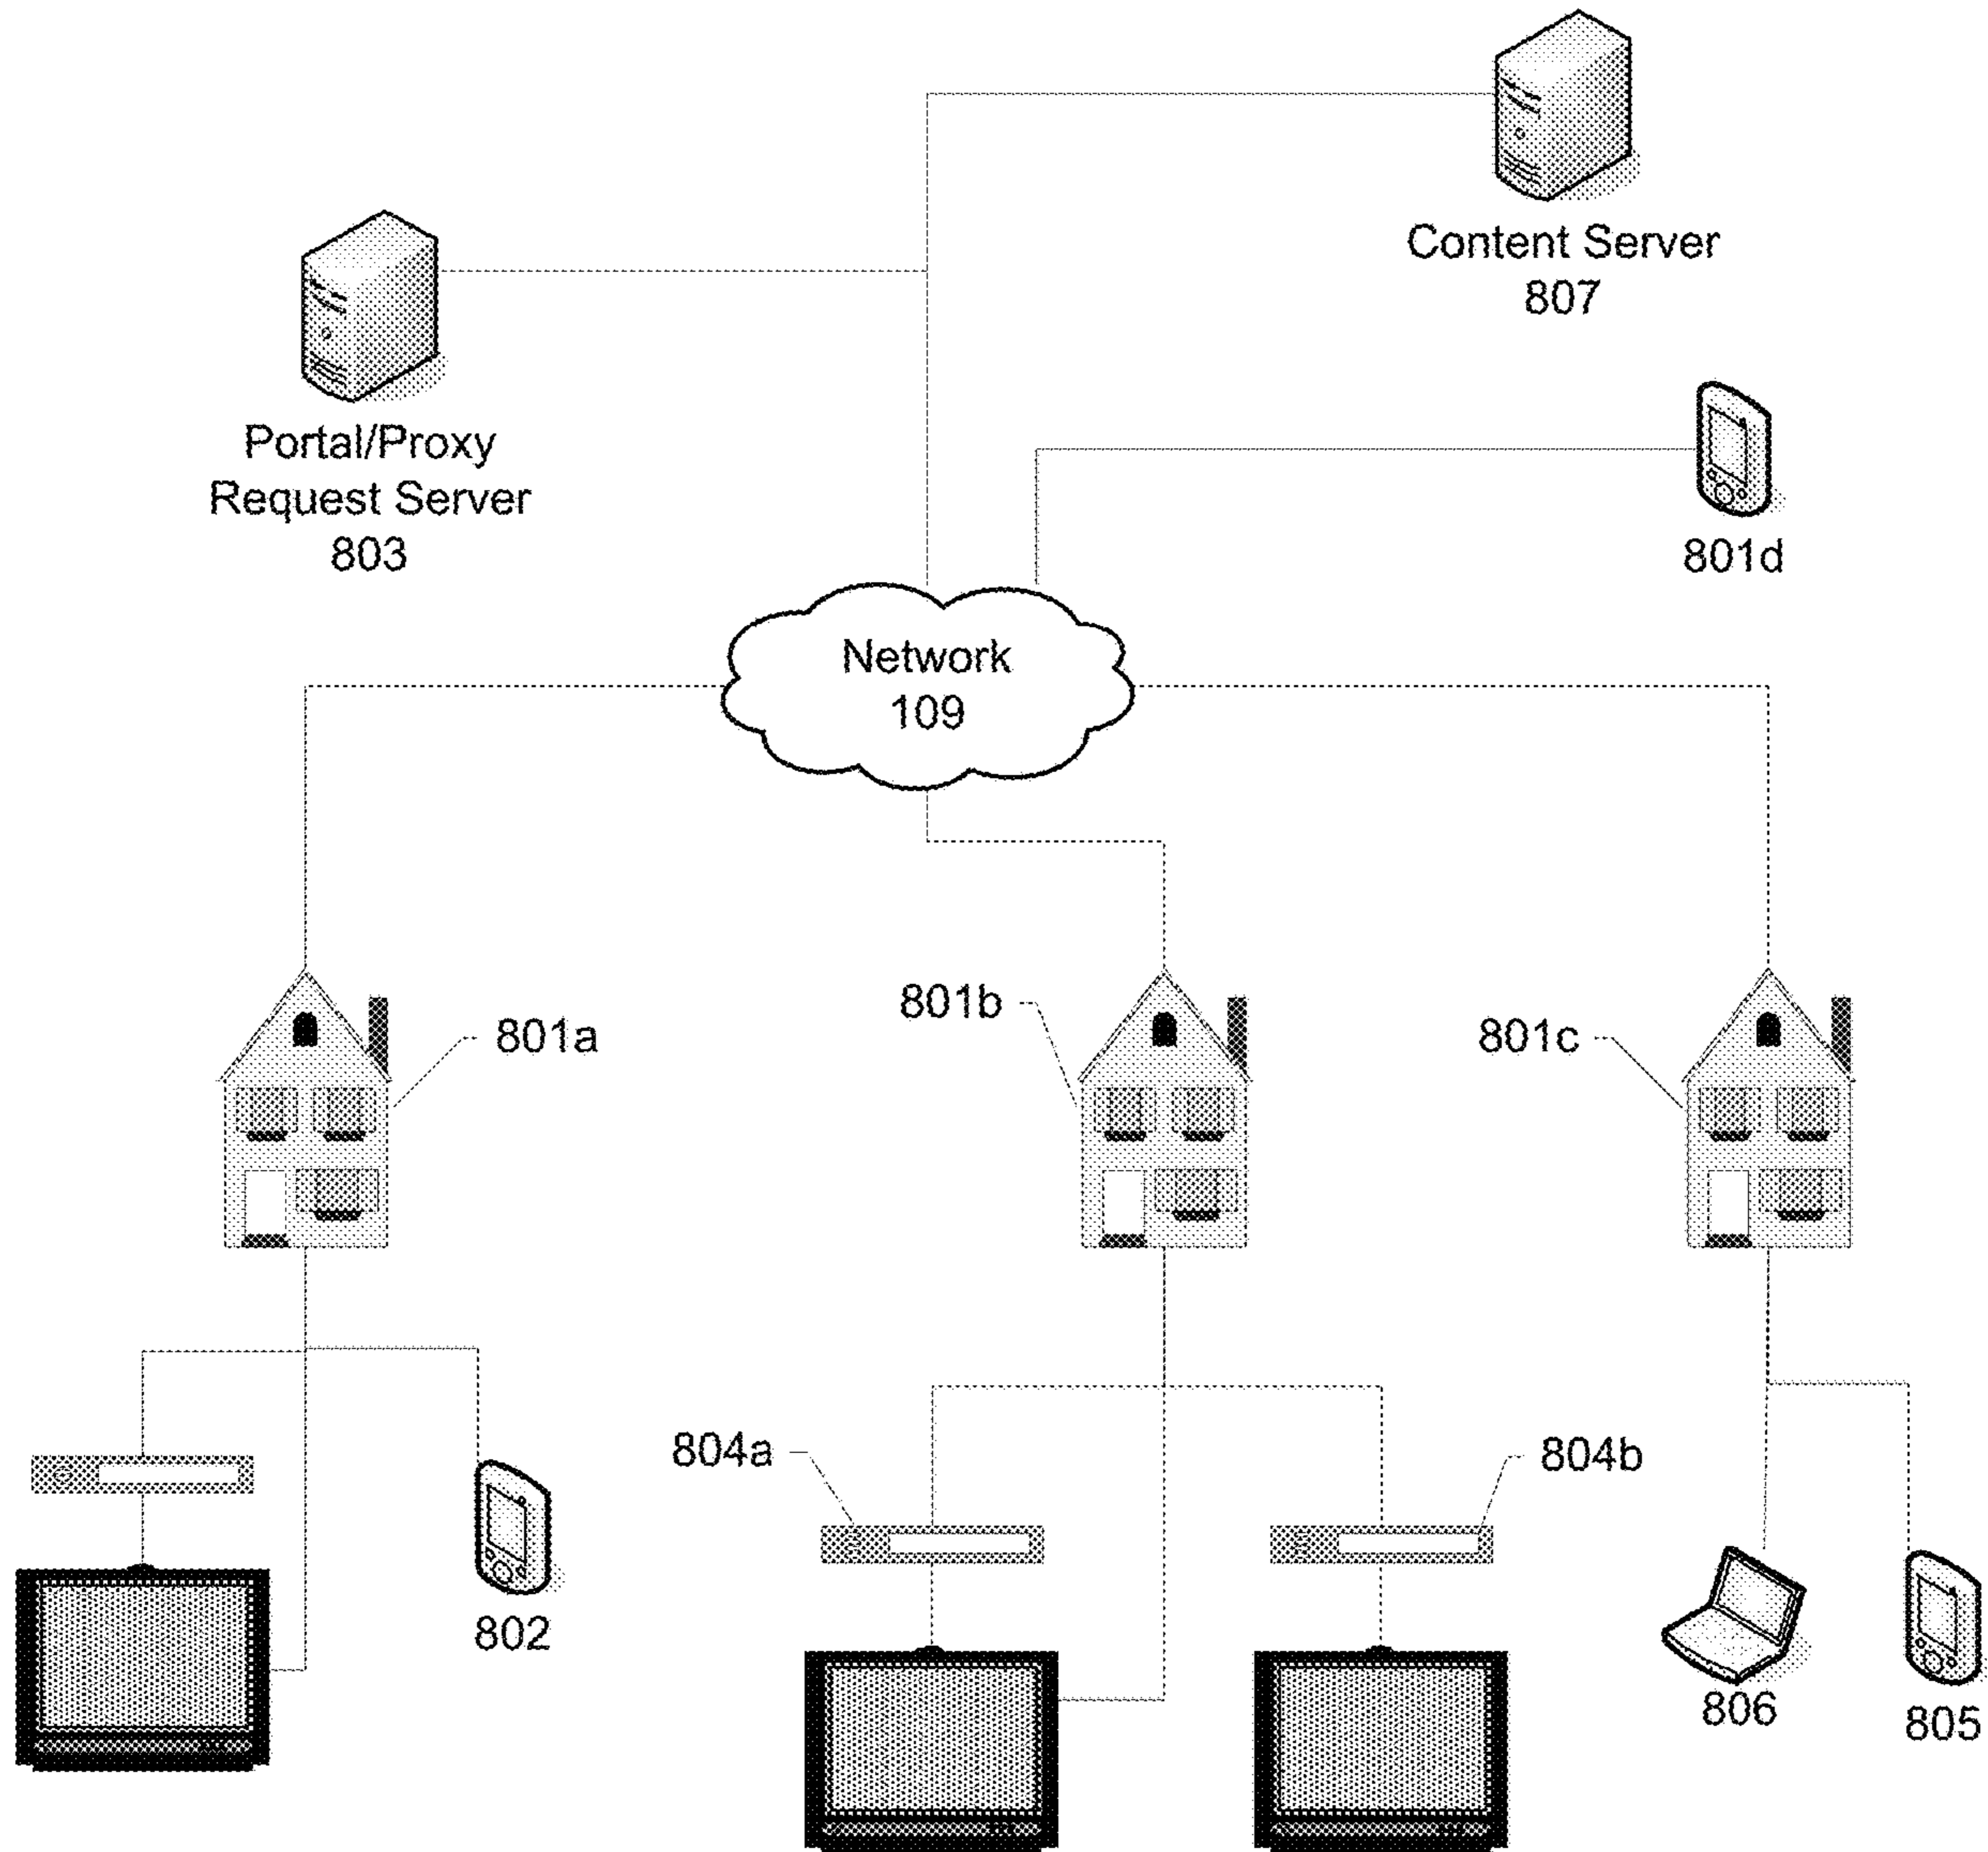 Content Server
807
Portal/Proxy
Request Server
803
801d
Network
109
801a
801b
801c
804a
804b
802
806
805